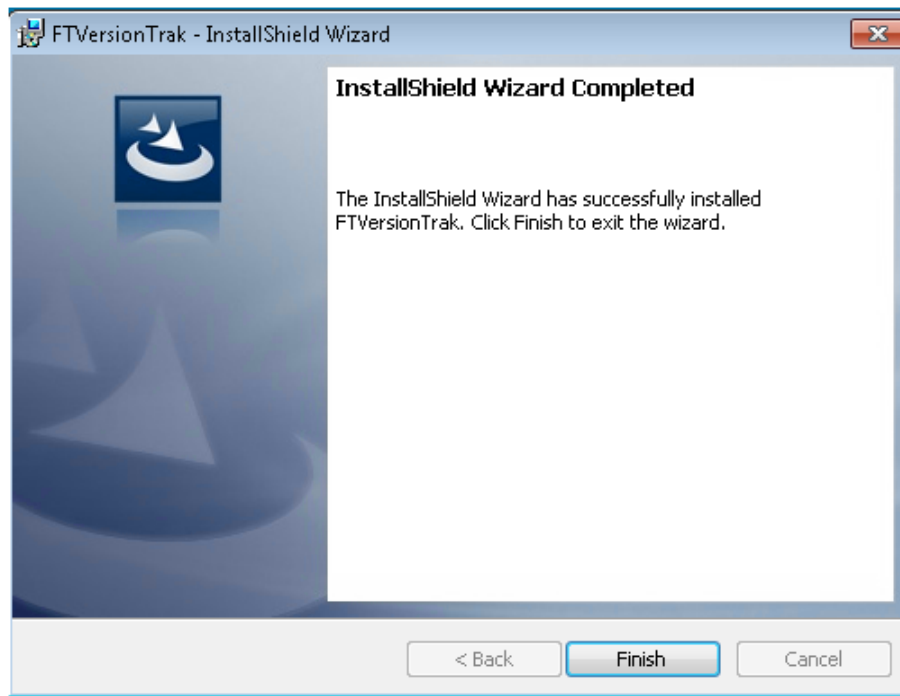 FTVersionTrak - InstallShield Wizard
InstallShield Wizard Completed
The InstallShield Wizard has successfully installed
FTVersionTrak. Click Finish to exit the wizard.
< Back
Finish
Cancel